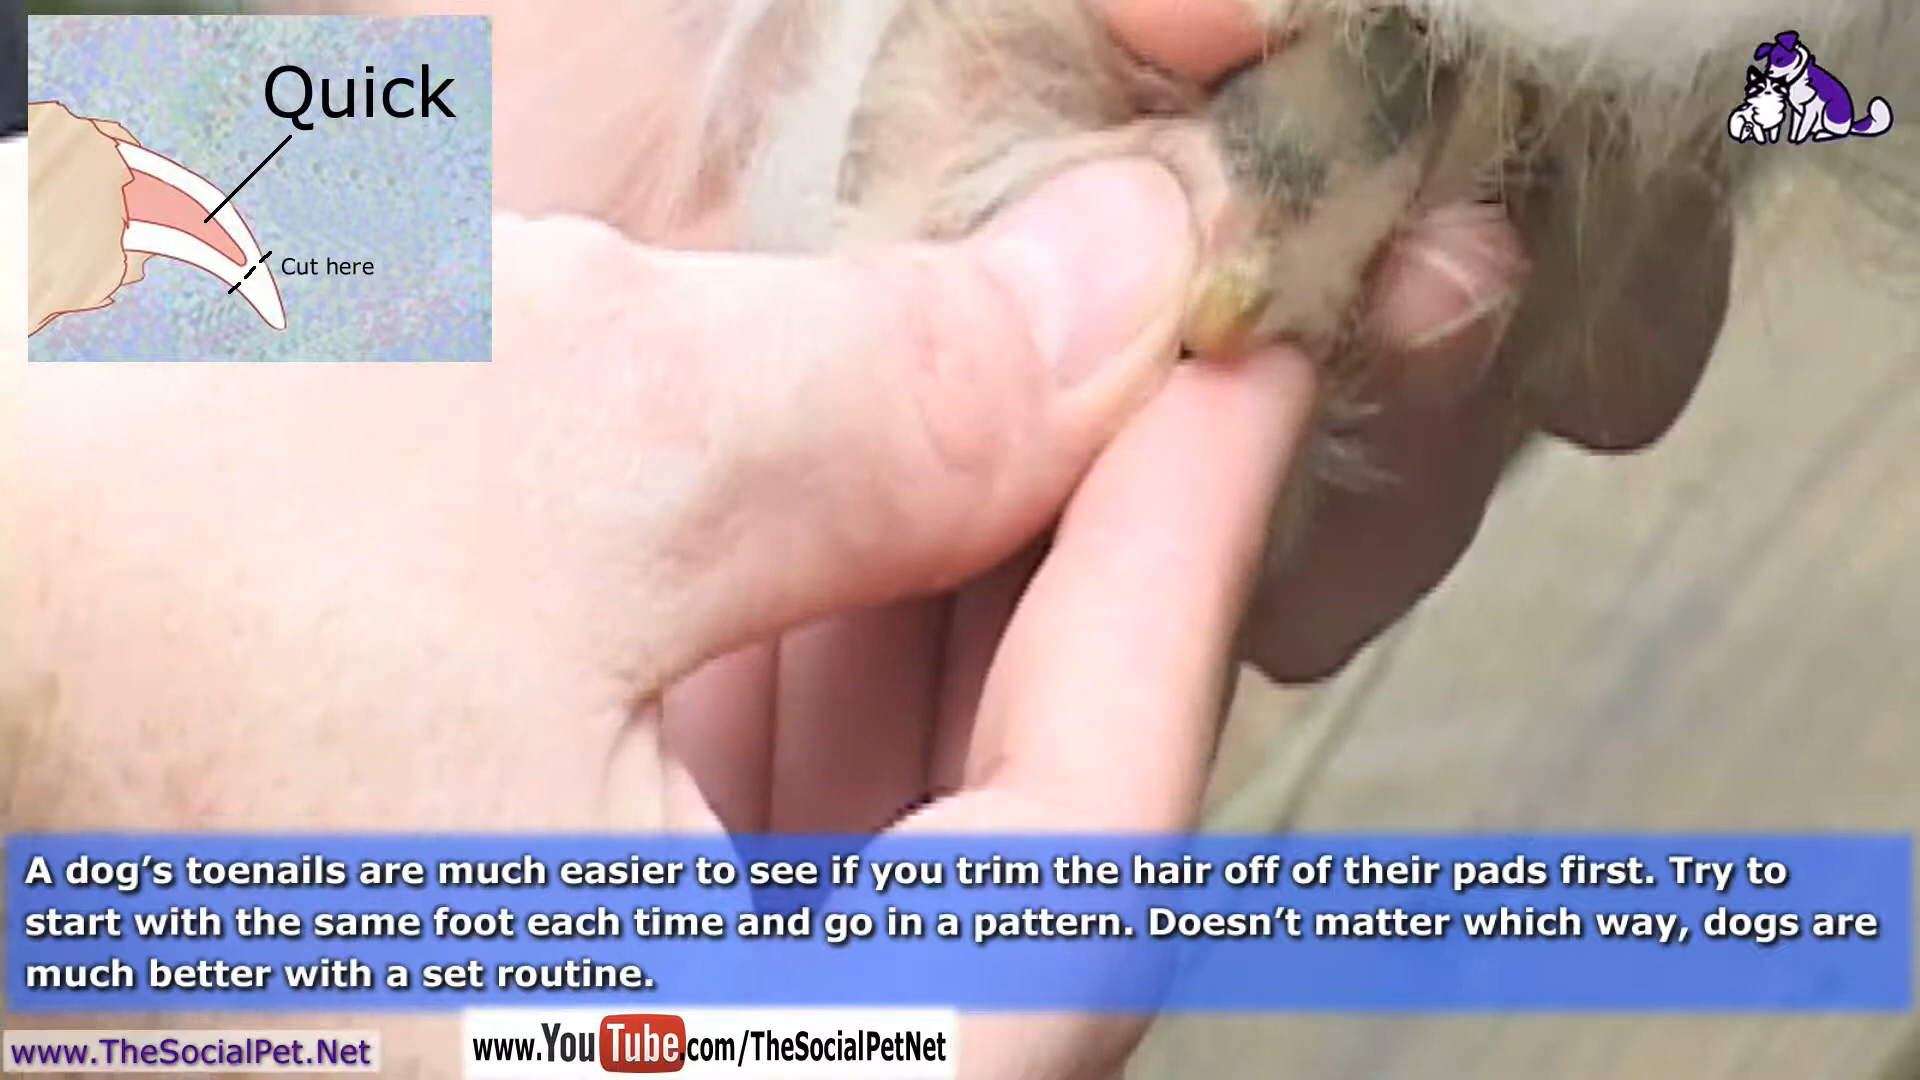 Quick
Cut here
A dog’s toenails are much easier to see if you trim the hair off of their pads first. Try to
start with the same foot each time and go in a pattern. Doesn’t matter which way, dogs are
much better with a set routine.
www.TheSocialPet.Net
www.YouTube.com/TheSocialPetNet